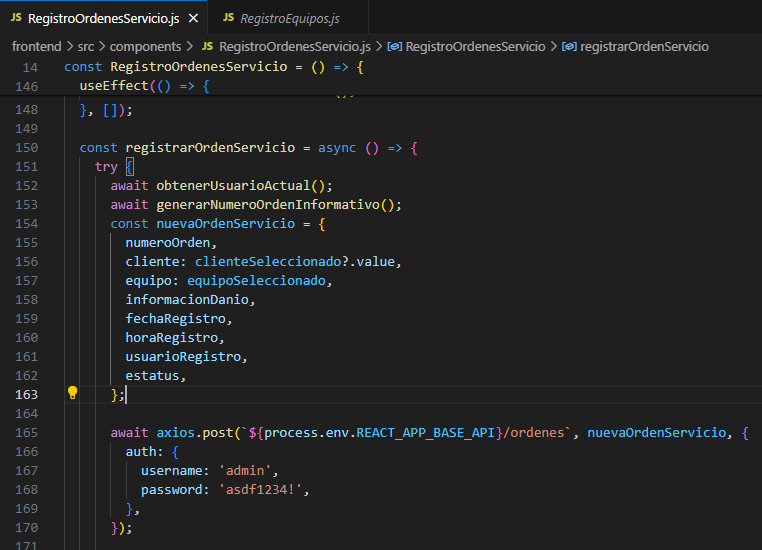 JS RegistroOrdenesServicio.js ×
JS RegistroEquipos.js
frontend > src > components > JS RegistroOrdenesServicio.js > RegistroOrdenesServicio > registrarOrdenServicio
14 const RegistroOrdenesServicio = () => {
146 useEffect(() => {
148 }, []);
149
150 const registrarOrdenServicio = async () => {
151 try {
152 await obtenerUsuarioActual();
153 await generarNumeroOrdenInformativo();
154 const nuevaOrdenServicio = {
155 numeroOrden,
156 cliente: clienteSeleccionado?.value,
157 equipo: equipoSeleccionado,
158 informacionDanio,
159 fechaRegistro,
160 horaRegistro,
161 usuarioRegistro,
162 estatus,
163 };
164
165 await axios.post(`${process.env.REACT_APP_BASE_API}/ordenes`, nuevaOrdenServicio, {
166 auth: {
167 username: 'admin',
168 password: 'asdf1234!',
169 },
170 });
171